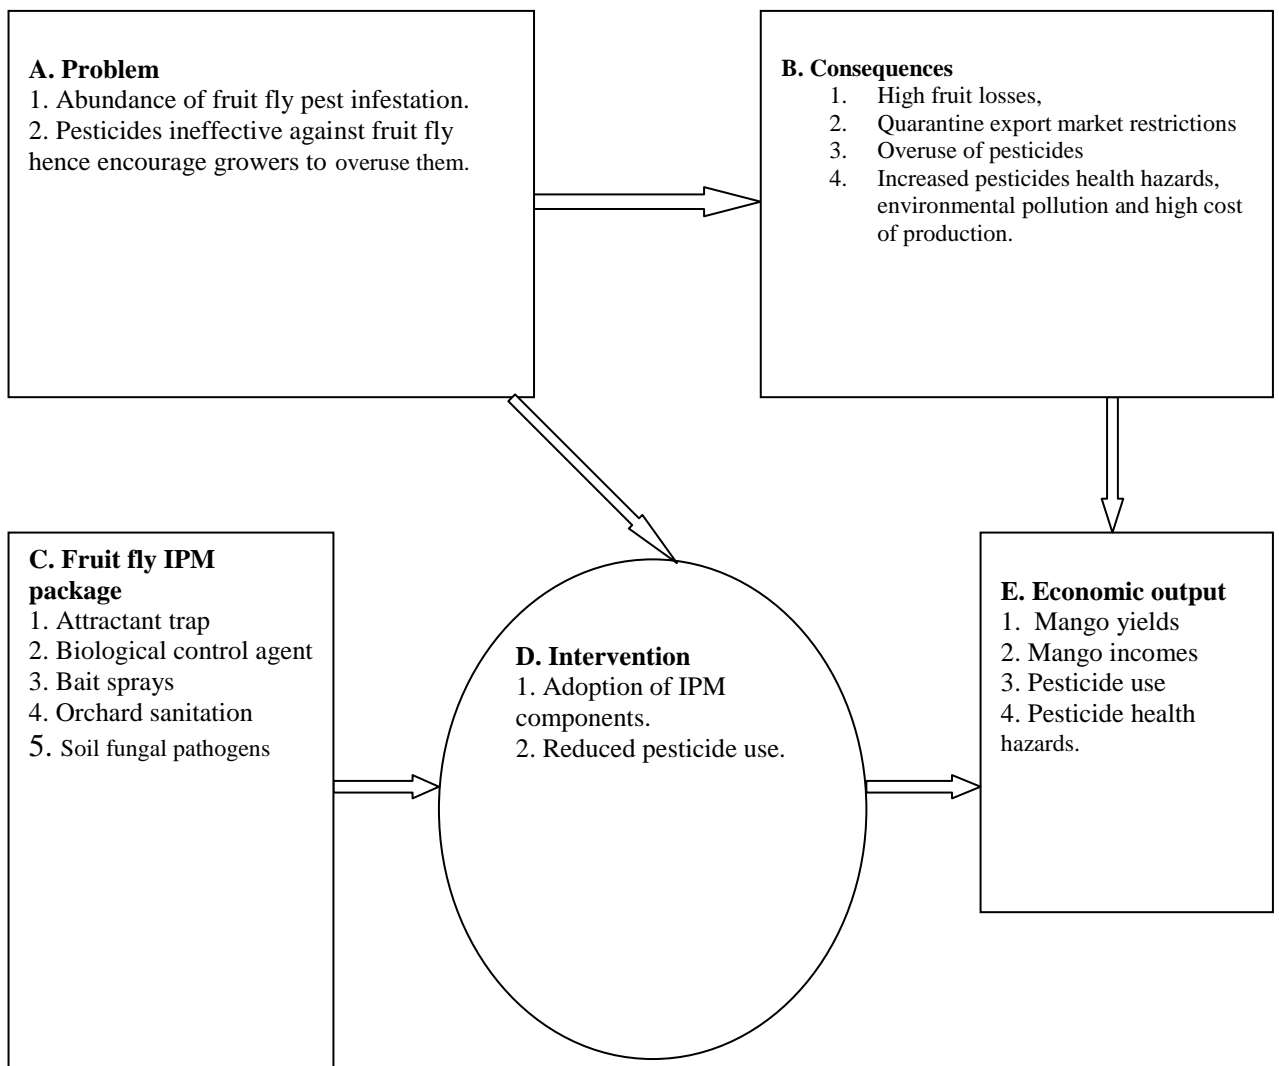 A. Problem
1. Abundance of fruit fly pest infestation.
2. Pesticides ineffective against fruit fly
hence encourage growers to overuse them.
B. Consequences
1. High fruit losses,
2. Quarantine export market restrictions
3. Overuse of pesticides
4. Increased pesticides health hazards,
environmental pollution and high cost
of production.
C. Fruit fly IPM
package
1. Attractant trap
2. Biological control agent
3. Bait sprays
4. Orchard sanitation
5. Soil fungal pathogens
D. Intervention
1. Adoption of IPM
components.
2. Reduced pesticide use.
E. Economic output
1. Mango yields
2. Mango incomes
3. Pesticide use
4. Pesticide health
hazards.